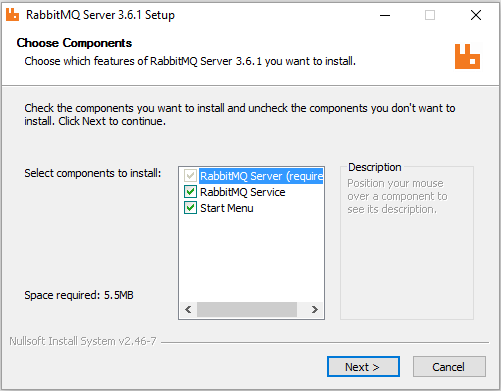 RabbitMQ Server 3.6.1 Setup
Choose Components
Choose which features of RabbitMQ Server 3.6.1 you want to install.
Check the components you want to install and uncheck the components you don't want to
install. Click Next to continue.
Select components to install:
RabbitMQ Server (require
RabbitMQ Service
Start Menu
Description
Position your mouse
over a component to
see its description.
Space required: 5.5MB
Nullsoft Install System v2.46-7
Next >
Cancel